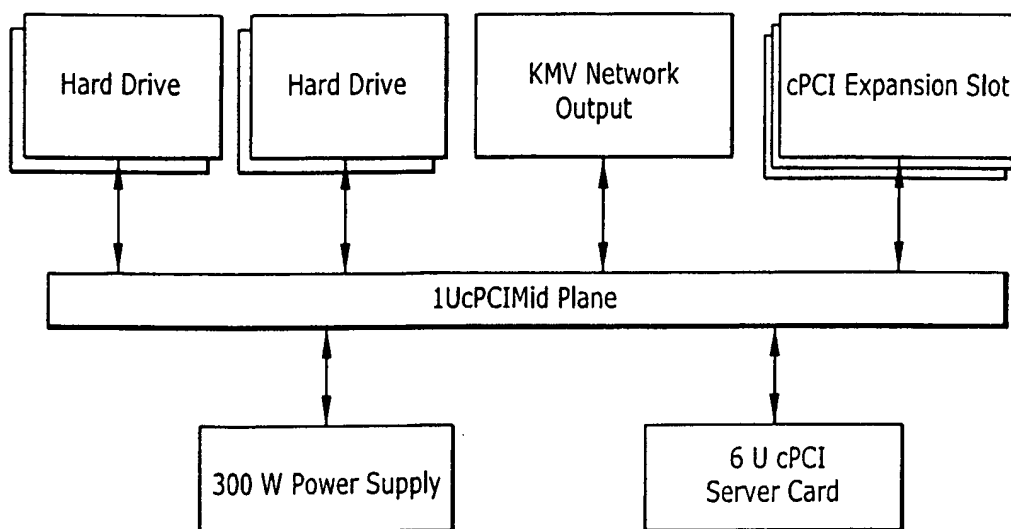 Hard Drive
Hard Drive
KMV Network
Output
cPCI Expansion Slot
1UcPCIMid Plane
300 W Power Supply
6 U cPCI
Server Card